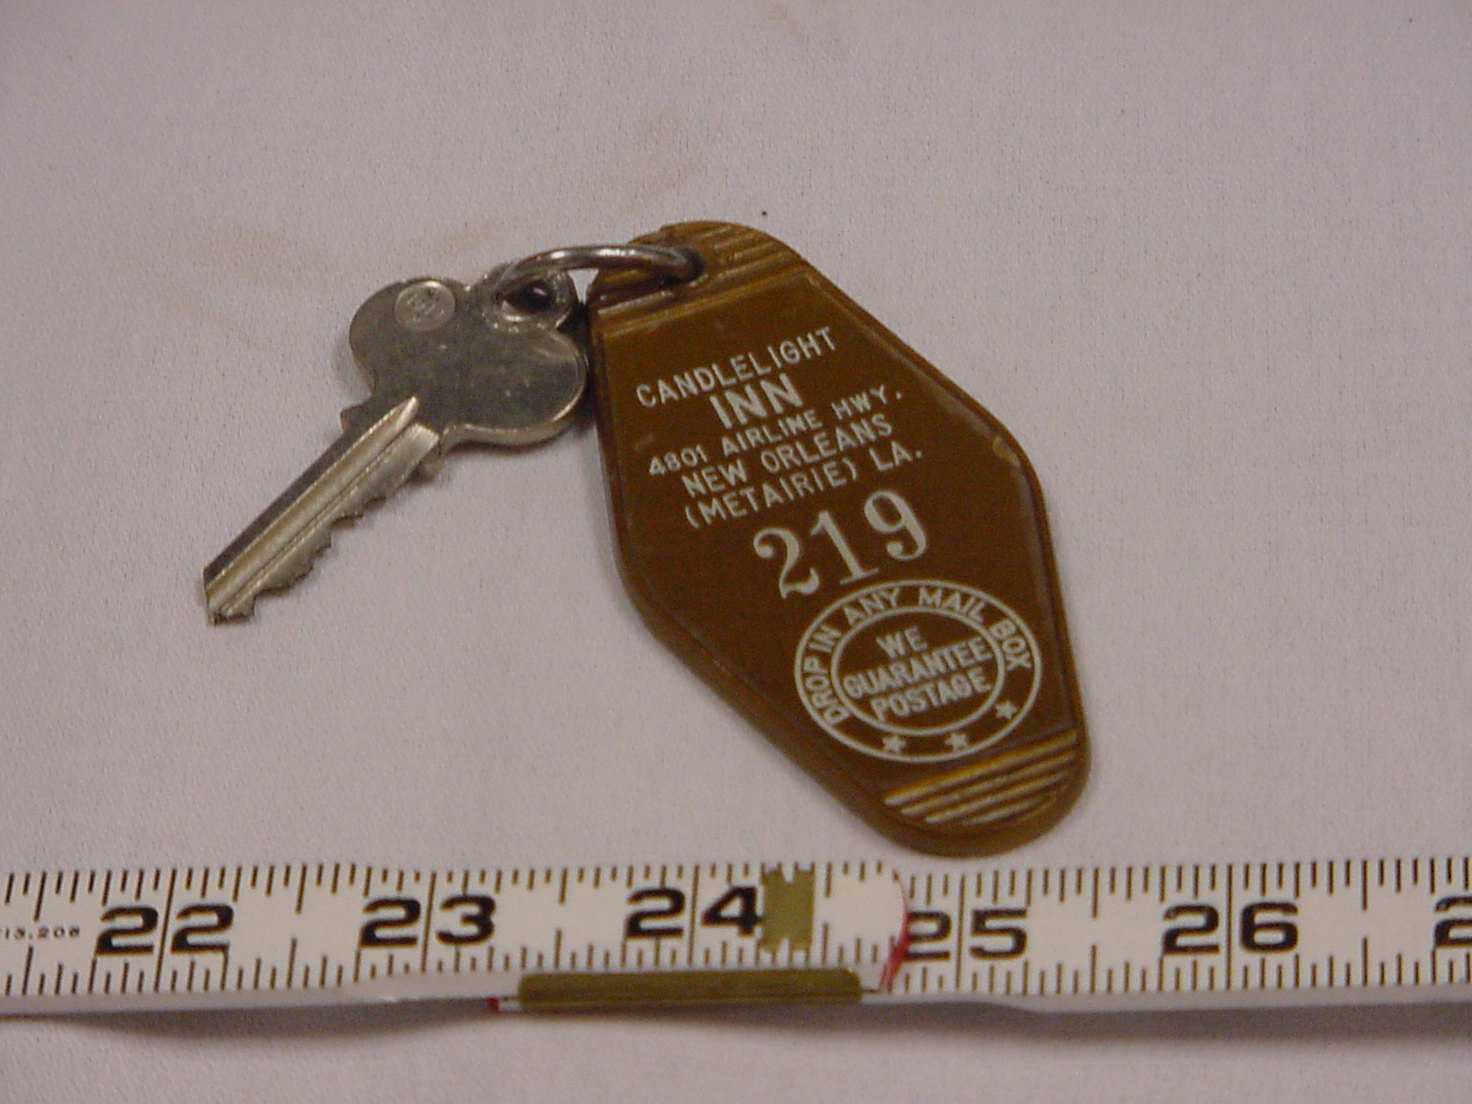 CANDLELIGHT
INN
4801 AIRLINE HWY.
NEW ORLEANS
(METAIRIE) LA.
219
DROP IN ANY MAIL BOX
WE
GUARANTEE
POSTAGE
22 23 24 25 26